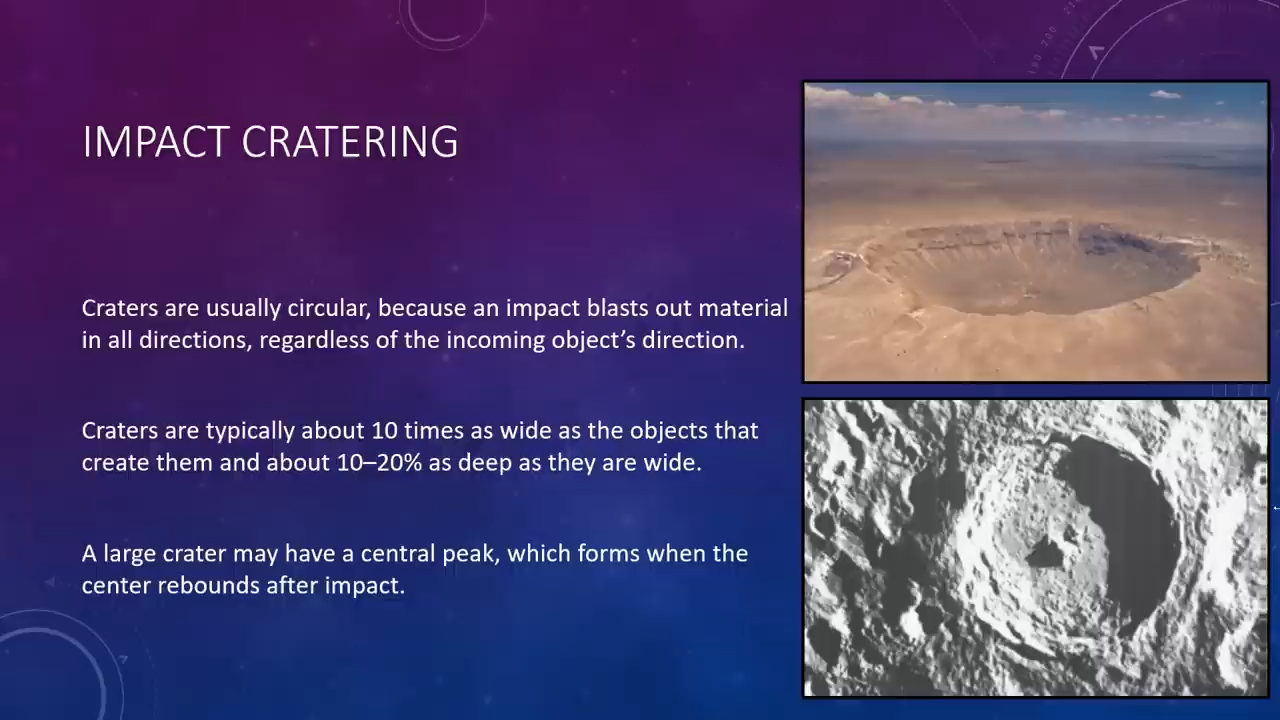 IMPACT CRATERING
Craters are usually circular, because an impact blasts out material
in all directions, regardless of the incoming object’s direction.
Craters are typically about 10 times as wide as the objects that
create them and about 10–20% as deep as they are wide.
A large crater may have a central peak, which forms when the
center rebounds after impact.